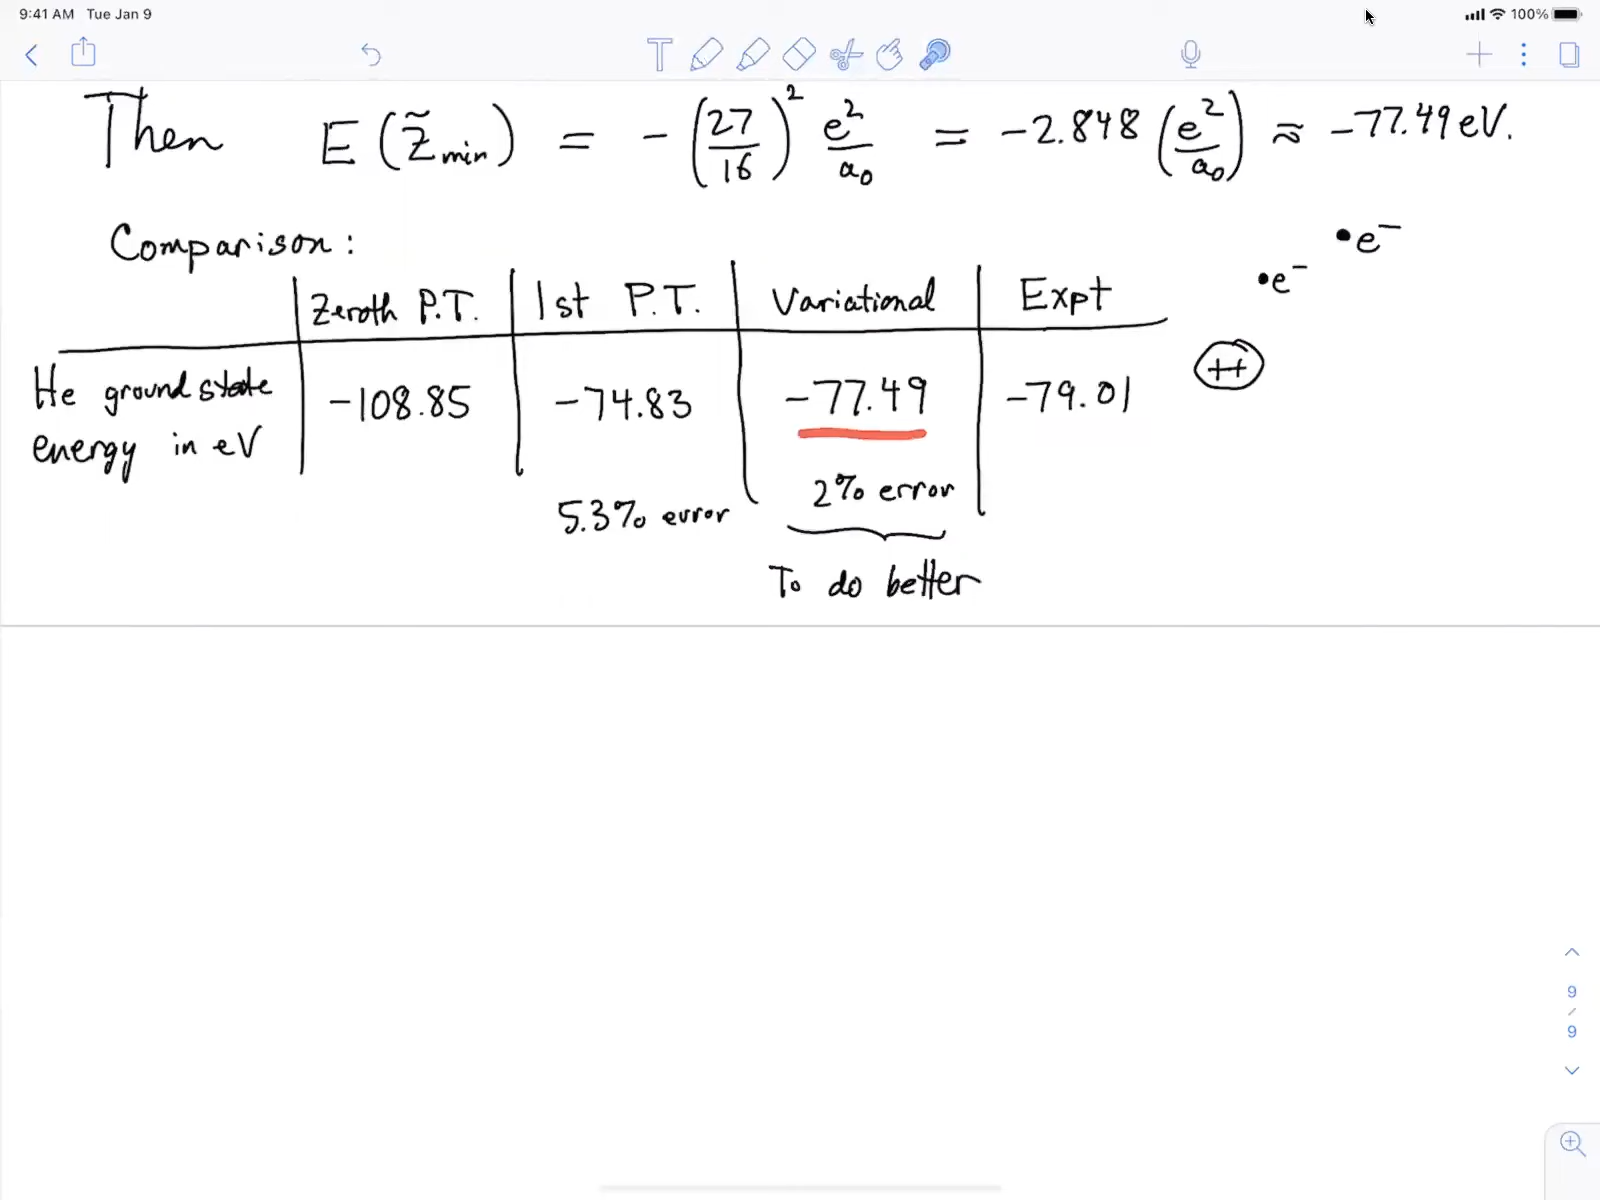 9:41 AM Tue Jan 9
100%
Then E(Z̃min) = -(27/16)² e²/a₀ = -2.848 (e²/a₀) ≈ -77.49 eV.
Comparison:
•e⁻
•e⁻
Zeroth P.T. 1st P.T. Variational Expt
++
He ground state energy in eV -108.85 -74.83 -77.49 -79.01
5.3% error 2% error
To do better
9
/
9